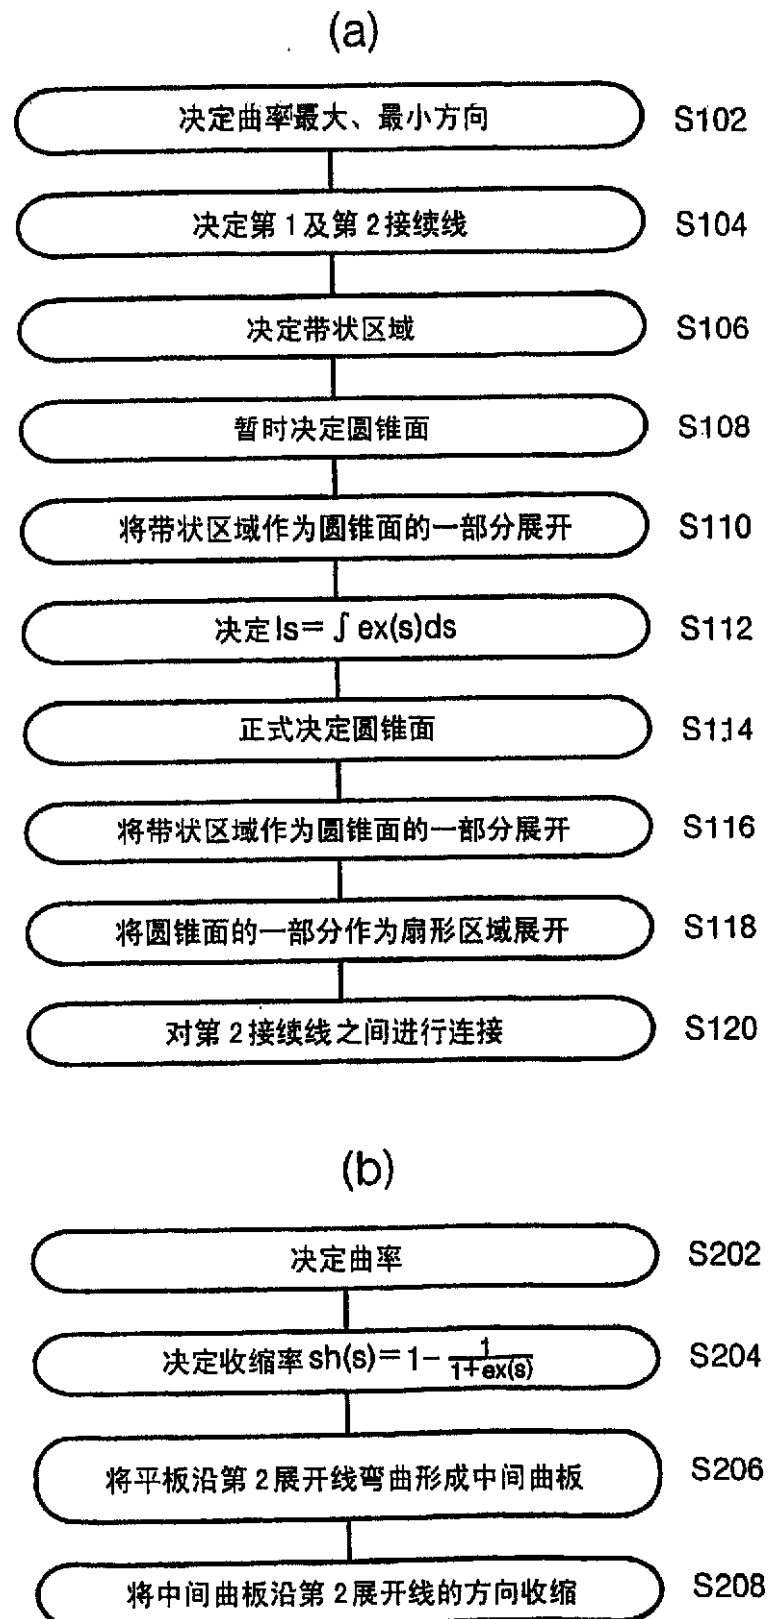 (a)
决定曲率最大、最小方向 S102
决定第1及第2接续线 S104
决定带状区域 S106
暂时决定圆锥面 S108
将带状区域作为圆锥面的一部分展开 S110
决定Is=∫ex(s)ds S112
正式决定圆锥面 S114
将带状区域作为圆锥面的一部分展开 S116
将圆锥面的一部分作为扇形区域展开 S118
对第2接续线之间进行连接 S120
(b)
决定曲率 S202
决定收缩率sh(s)=1-1/(1+ex(s)) S204
将平板沿第2展开线弯曲形成中间曲板 S206
将中间曲板沿第2展开线的方向收缩 S208